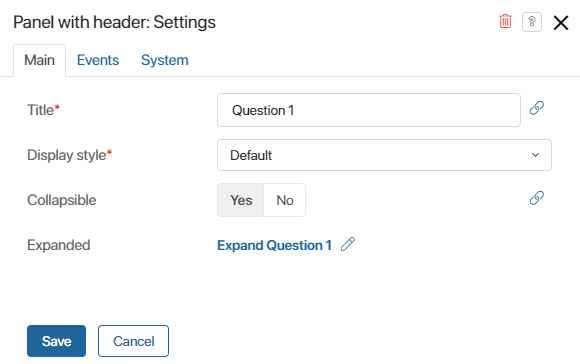 Panel with header: Settings ?
Main Events System
Title* Question 1
Display style* Default
Collapsible Yes No
Expanded Expand Question 1
Save Cancel